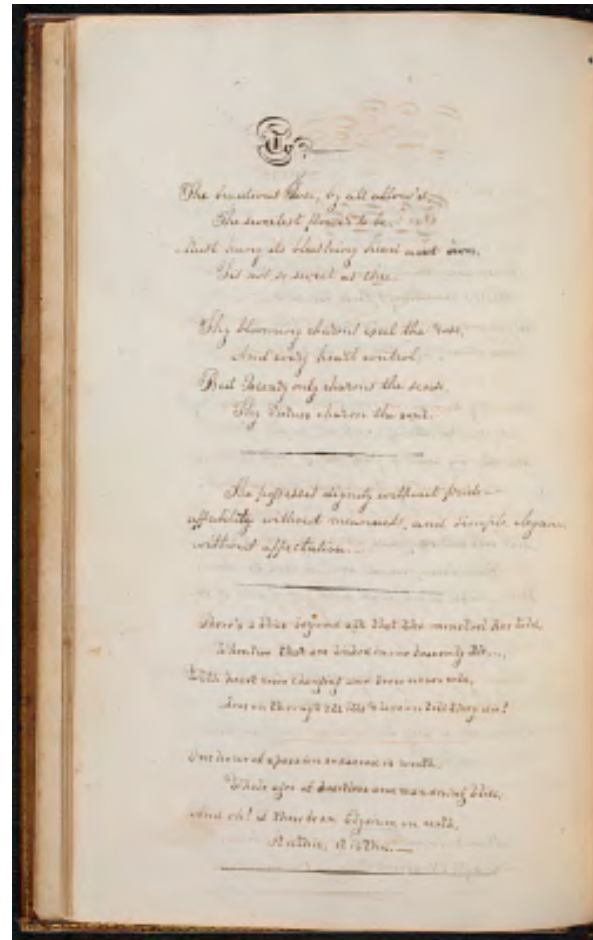 To
The beauteous Rose, by all allow'd,
The sweetest flower to be,
Must hang its blushing head and own,
'Tis not so sweet as thee.
Thy blooming charms excel the rose,
And every heart control,
But Beauty only charms the sense,
Thy Virtues charm the soul.
He possesses dignity without pride—
affability without meanness, and simple elegance
without affectation.
There's a bliss beyond all that the minstrel has told,
When two that are linked in one heavenly tie,
With heart never changing and brow never cold,
Love on through all ills & love on till they die!
One hour of a passion so sacred is worth
Whole ages of heartless and wandering bliss,
And oh! if there be an Elysium on earth,
It is this, it is this.—